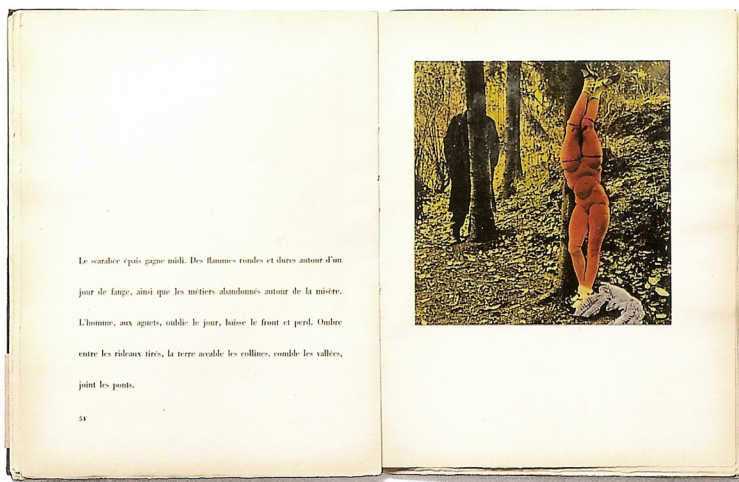 Le scarabée épais gagne midi. Des flammes rondes et dures autour d'un
jour de fange, ainsi que les métiers abandonnés autour de la misère.
L'homme, aux aguets, oublie le jour, baisse le front et perd. Ombre
entre les rideaux tirés, la terre accable les collines, comble les vallées,
joint les ponts.
54